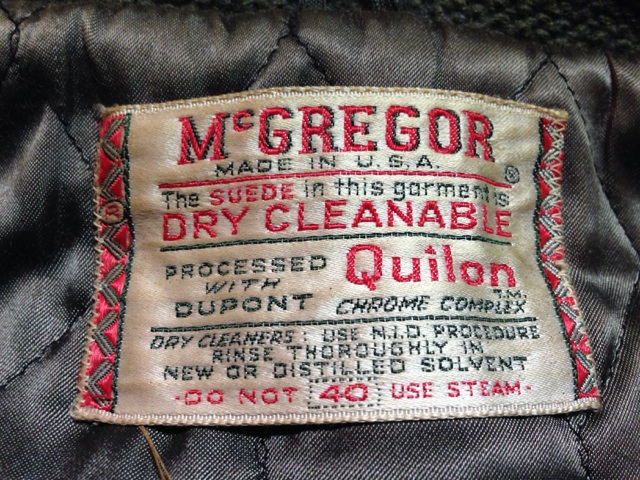 McGREGOR
MADE IN U.S.A. ®
The SUEDE in this garment is
DRY CLEANABLE
PROCESSED WITH DUPONT
Quilon T.M.
CHROME COMPLEX
DRY CLEANERS: USE N.I.D. PROCEDURE
RINSE THOROUGHLY IN
NEW OR DISTILLED SOLVENT
-DO NOT 40 USE STEAM-